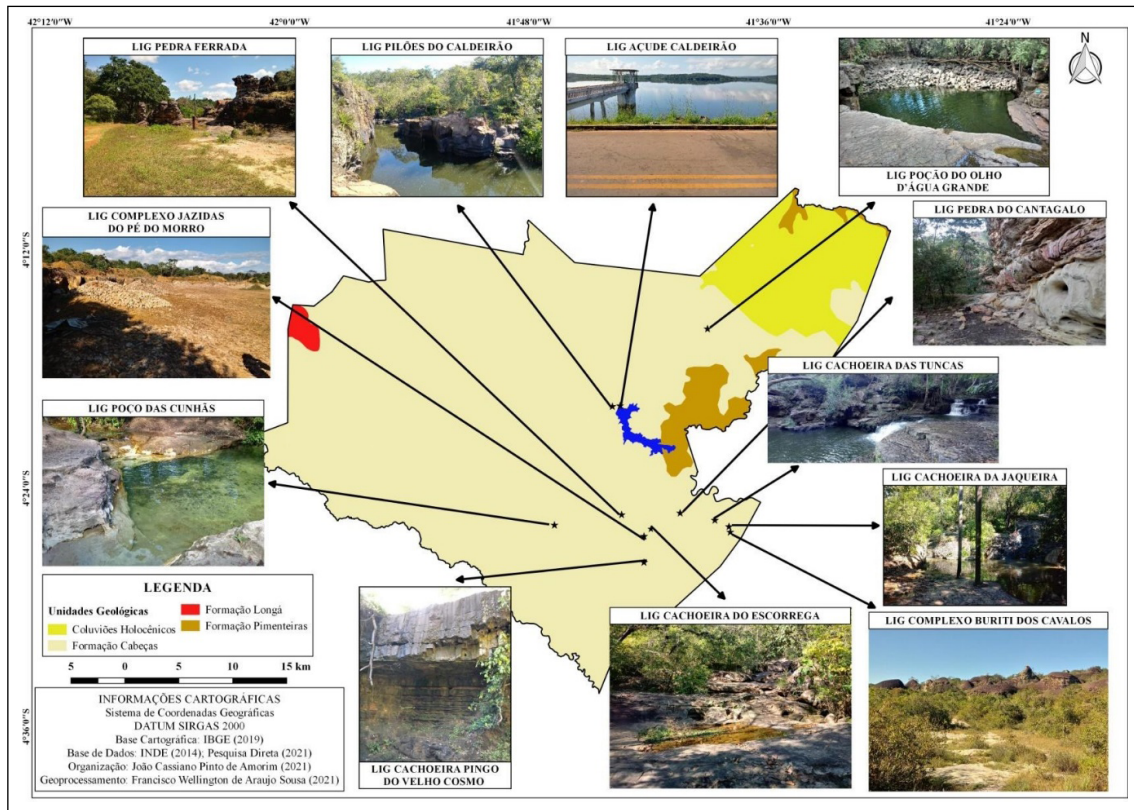 42°12'0"W
42°0'0"W
41°48'0"W
41°36'0"W
41°24'0"W
LIG PEDRA FERRADA
LIG PILÕES DO CALDEIRÃO
LIG AÇUDE CALDEIRÃO
N
LIG POÇÃO DO OLHO
D'ÁGUA GRANDE
LIG COMPLEXO JAZIDAS
DO PÉ DO MORRO
LIG PEDRA DO CANTAGALO
4°12'0"S
LIG CACHOEIRA DAS TUNCAS
LIG POÇO DAS CUNHÃS
4°24'0"S
LIG CACHOEIRA DA JAQUEIRA
LEGENDA
Unidades Geológicas
Coluviões Holocênicos
Formação Cabeças
Formação Longá
Formação Pimenteiras
5 0 5 10 15 km
LIG CACHOEIRA DO ESCORREGA
LIG COMPLEXO BURITI DOS CAVALOS
INFORMAÇÕES CARTOGRÁFICAS
Sistema de Coordenadas Geográficas
DATUM SIRGAS 2000
Base Cartográfica: IBGE (2019)
Base de Dados: INDE (2014); Pesquisa Direta (2021)
Organização: João Cassiano Pinto de Amorim (2021)
Geoprocessamento: Francisco Wellington de Araujo Sousa (2021)
4°36'0"S
LIG CACHOEIRA PINGO
DO VELHO COSMO